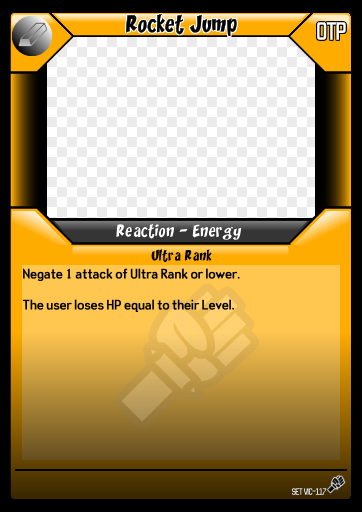 Rocket Jump
OTP
Reaction - Energy
Ultra Rank
Negate 1 attack of Ultra Rank or lower.
The user loses HP equal to their Level.
SET VIC-117